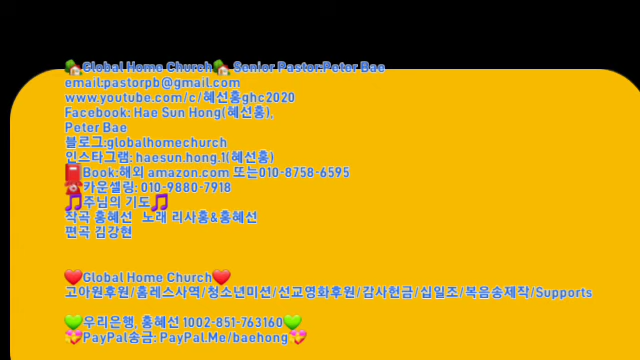 🏡Global Home Church🏡 Senior Pastor:Peter Bae
email:pastorpb@gmail.com
www.youtube.com/c/혜선홍ghc2020
Facebook: Hae Sun Hong(혜선홍),
Peter Bae
블로그:globalhomechurch
인스타그램: haesun.hong.1(혜선홍)
📕Book:해외 amazon.com 또는010-8758-6595
☎️카운셀링: 010-9880-7918
🎵주님의 기도🎵
작곡 홍혜선 노래 리사홍&홍혜선
편곡 김강현
❤️Global Home Church❤️
고아원후원/홈레스사역/청소년미션/선교영화후원/감사헌금/십일조/복음송제작/Supports
💚우리은행, 홍혜선 1002-851-763160💚
💝PayPal송금: PayPal.Me/baehong💝